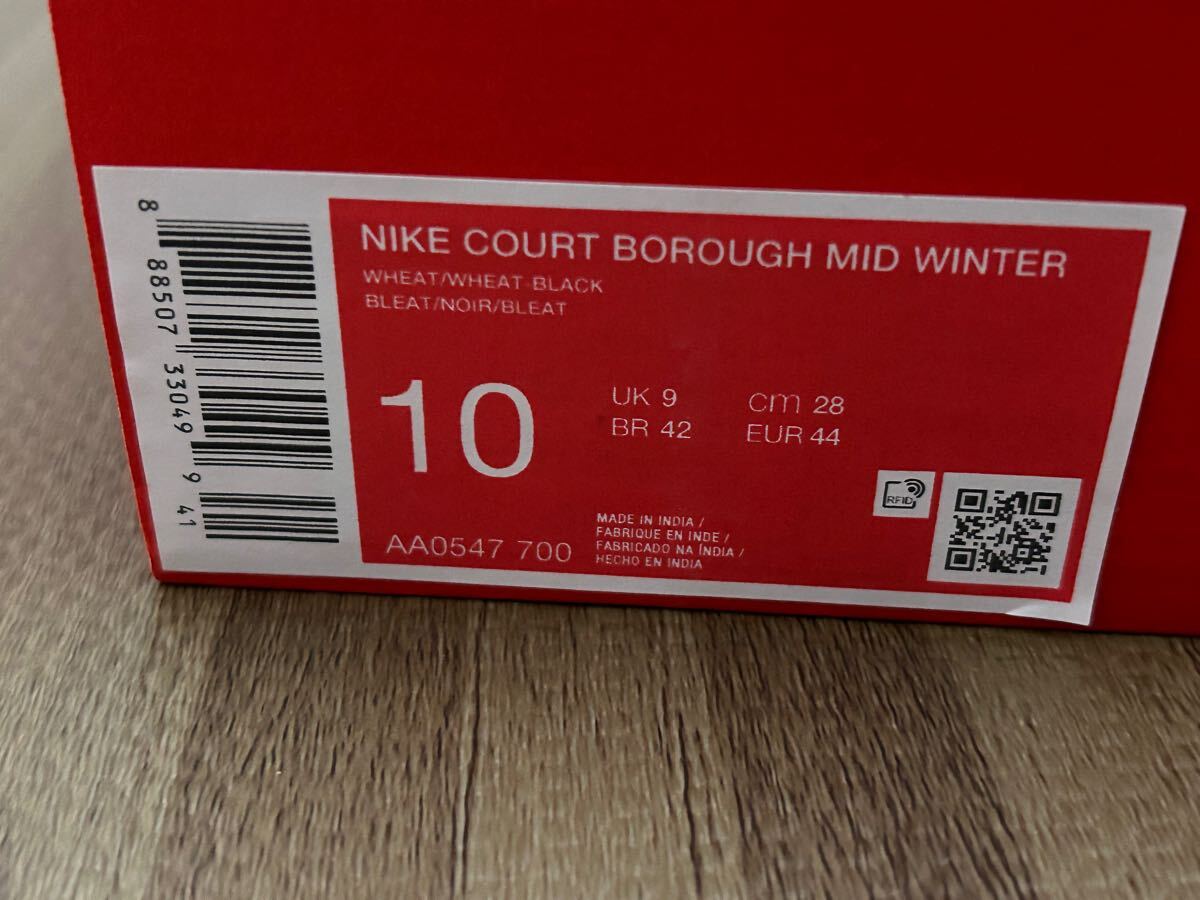 NIKE COURT BOROUGH MID WINTER
WHEAT/WHEAT-BLACK
BLEAT/NOIR/BLEAT
10
UK 9
cm 28
BR 42
EUR 44
AA0547 700
MADE IN INDIA /
FABRIQUE EN INDE /
FABRICADO NA ÍNDIA /
HECHO EN INDIA
RFID
8 88507 33049 9 41